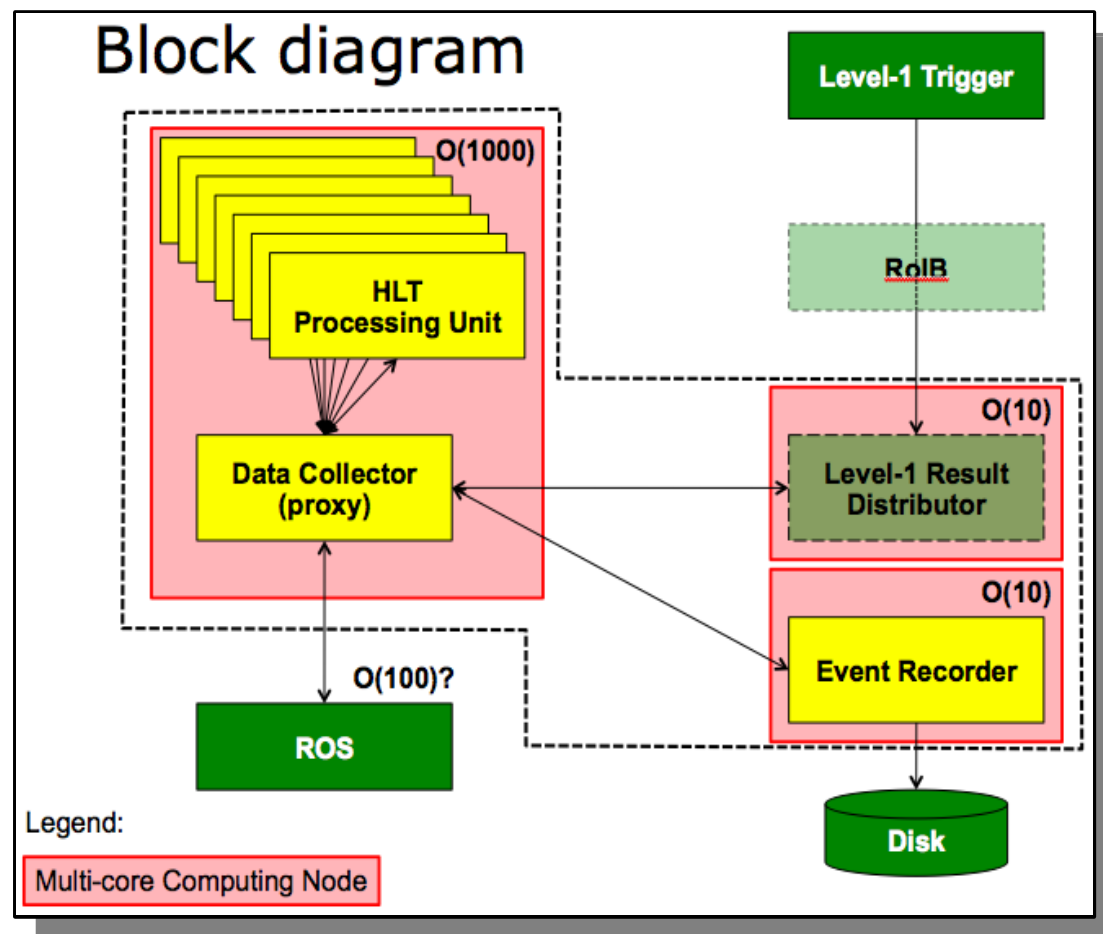 Block diagram
Level-1 Trigger
O(1000)
RoIB
HLT
Processing Unit
O(10)
Data Collector
(proxy)
Level-1 Result
Distributor
O(10)
Event Recorder
O(100)?
ROS
Legend:
Disk
Multi-core Computing Node